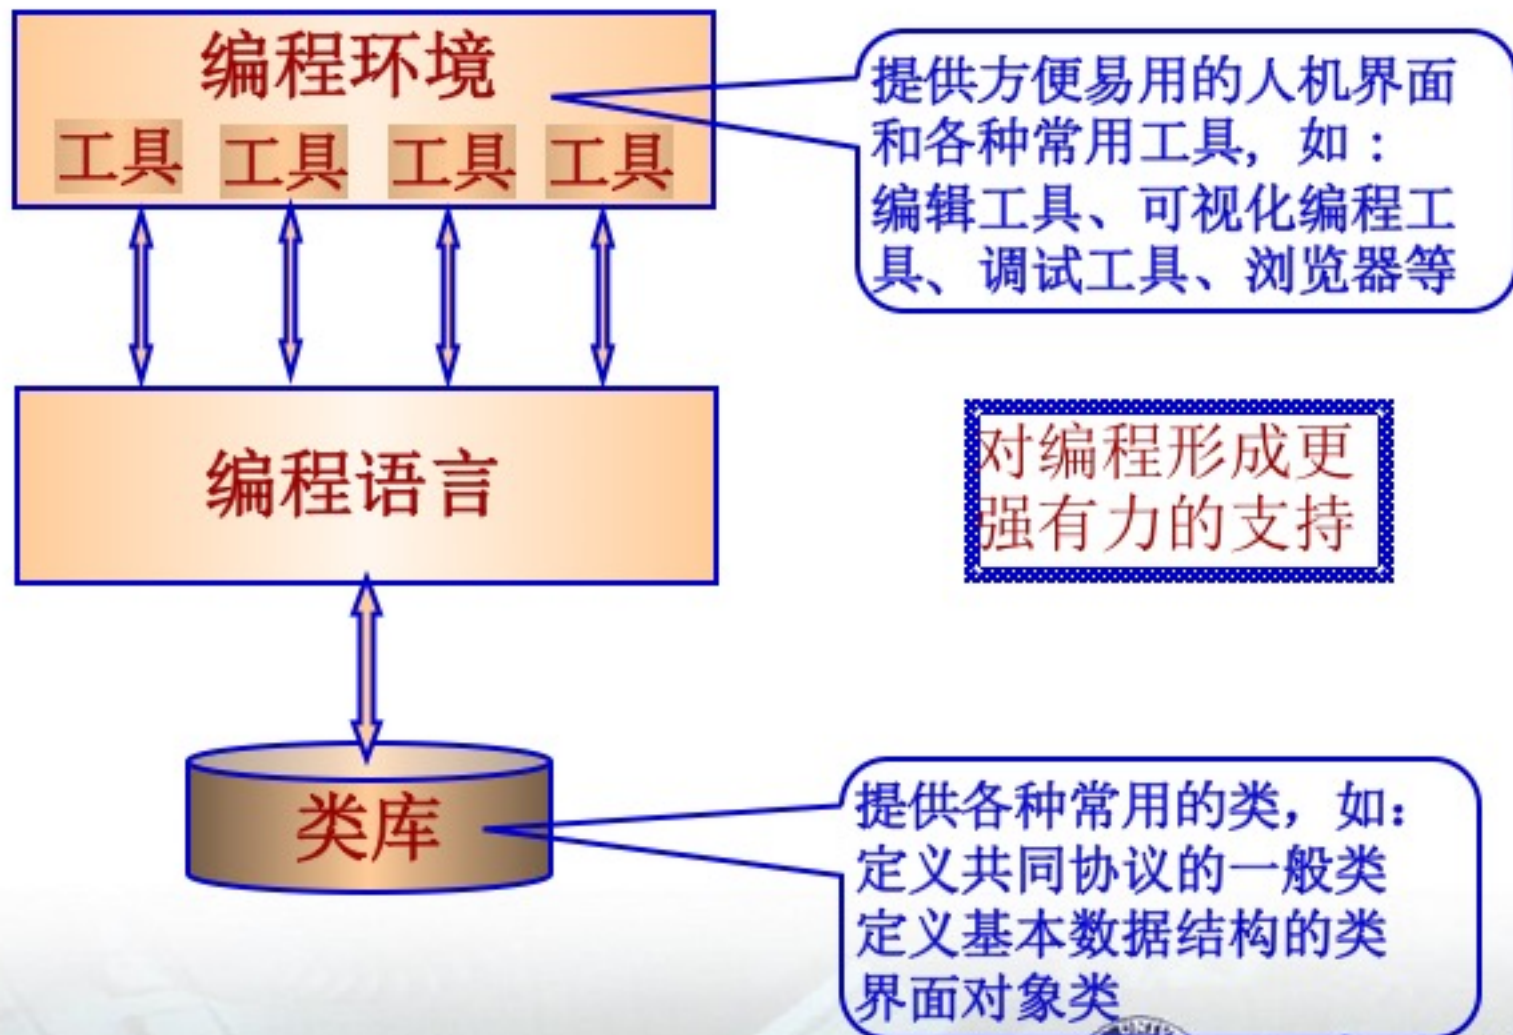 编程环境
工具 工具 工具 工具
提供方便易用的人机界面
和各种常用工具, 如：
编辑工具、可视化编程工
具、调试工具、浏览器等
编程语言
对编程形成更
强有力的支持
类库
提供各种常用的类，如：
定义共同协议的一般类
定义基本数据结构的类
界面对象类